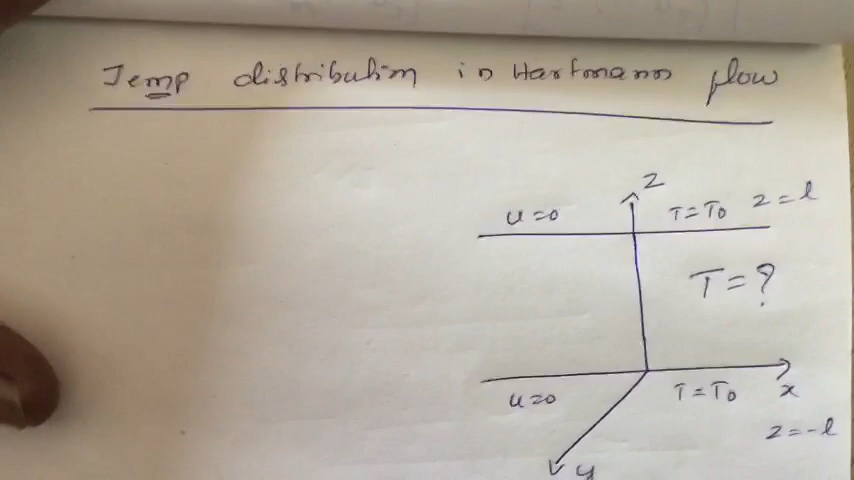 Temp distribution in Hartmann flow
z
u=0 T=T0 z=l
T=?
u=0 T=T0 x
z=-l
y